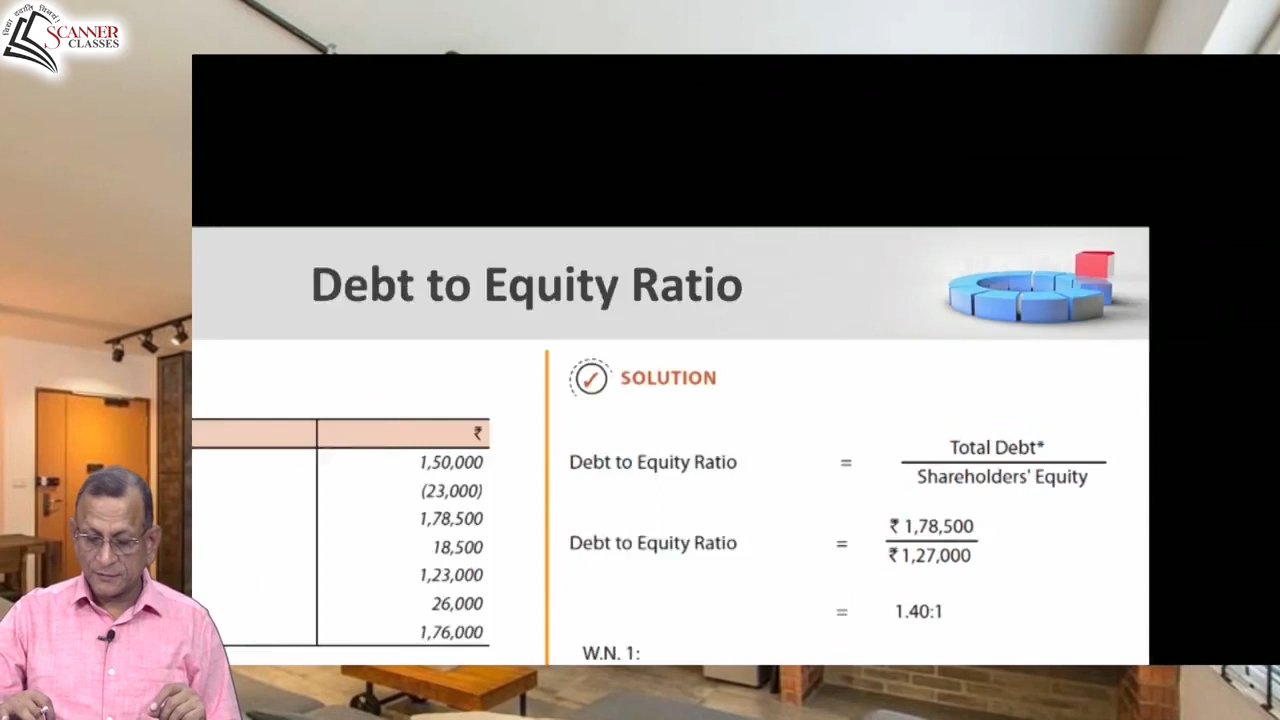 SCANNER
CLASSES
Debt to Equity Ratio
₹
1,50,000
(23,000)
1,78,500
18,500
1,23,000
26,000
1,76,000
SOLUTION
Debt to Equity Ratio = Total Debt*
Shareholders' Equity
Debt to Equity Ratio = ₹ 1,78,500
₹ 1,27,000
= 1.40:1
W.N. 1: